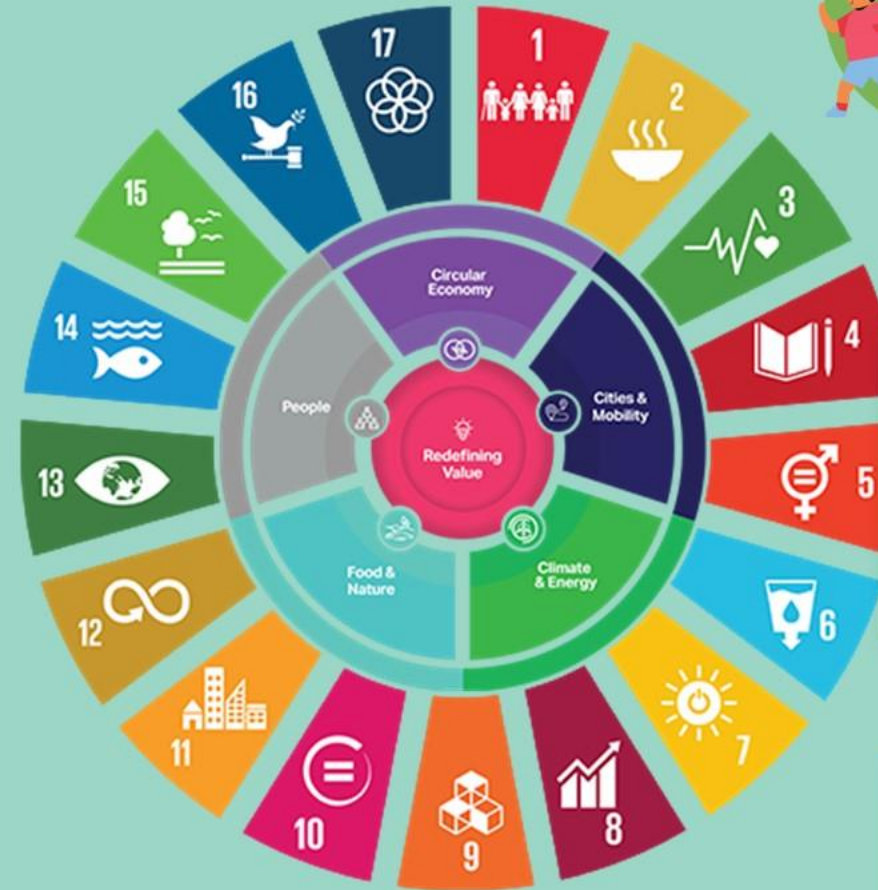 17
1
16
2
15
3
14
4
13
5
12
6
11
7
10
8
9
Circular
Economy
People
Cities &
Mobility
Redefining
Value
Food &
Nature
Climate
& Energy